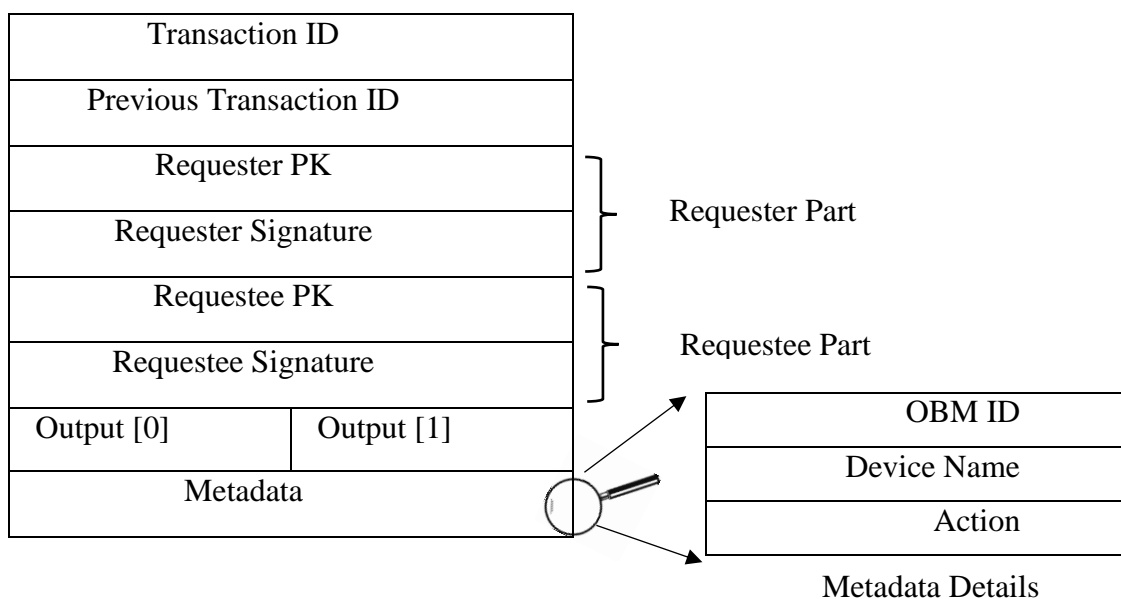 Transaction ID
Previous Transaction ID
Requester PK
Requester Signature
Requester Part
Requestee PK
Requestee Signature
Requestee Part
Output [0]
Output [1]
Metadata
OBM ID
Device Name
Action
Metadata Details